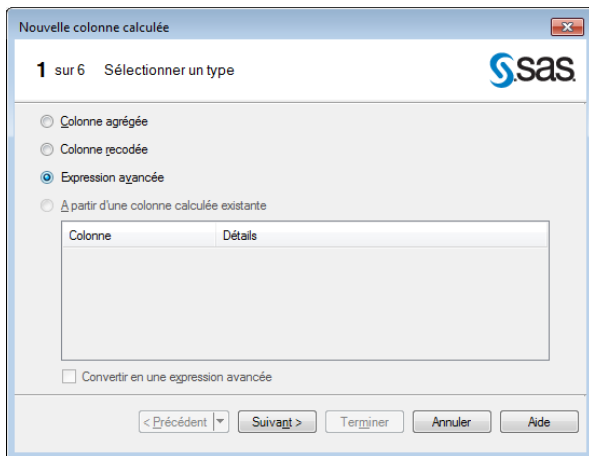 Nouvelle colonne calculée
1 sur 6 Sélectionner un type
sas
Colonne agrégée
Colonne recodée
Expression avancée
A partir d'une colonne calculée existante
Colonne Détails
Convertir en une expression avancée
< Précédent Suivant > Terminer Annuler Aide